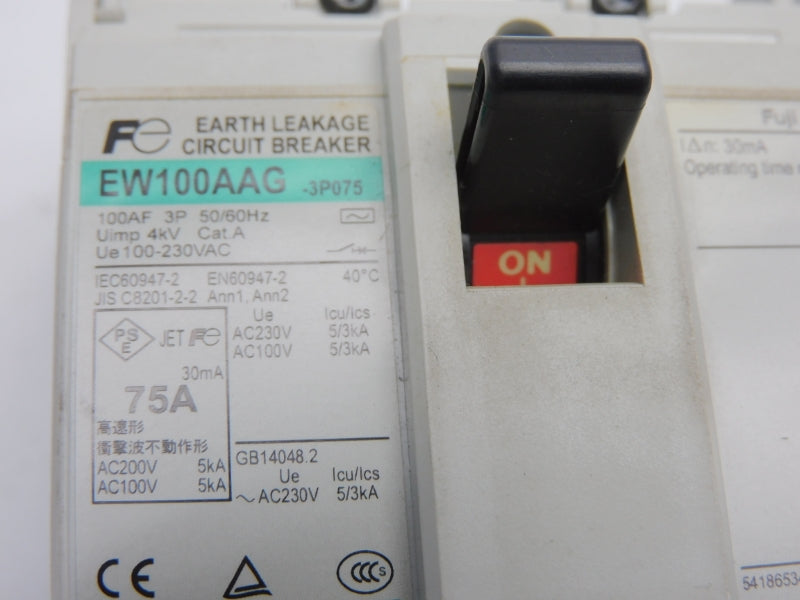 Fe EARTH LEAKAGE
CIRCUIT BREAKER
EW100AAG -3P075
100AF 3P 50/60Hz
Uimp 4kV Cat.A
Ue 100-230VAC
IEC60947-2 EN60947-2 40°C
JIS C8201-2-2 Ann1, Ann2
Ue Icu/Ics
AC230V 5/3kA
AC100V 5/3kA
PS
E
JET Fe
30mA
75A
高速形
衝撃波不動作形
AC200V 5kA
AC100V 5kA
GB14048.2
Ue Icu/Ics
～AC230V 5/3kA
CE
CCC S
ON
Fuji
I∆n: 30mA
Operating time
5418653